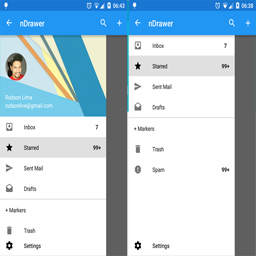 06:43
nDrawer
Rudson Lima
rudsonlive@gmail.com
Inbox 7
Starred 99+
Sent Mail
Drafts
+ Markers
Trash
Settings
06:38
nDrawer
Inbox 7
Starred 99+
Sent Mail
Drafts
+ Markers
Trash
Spam 99+
Settings